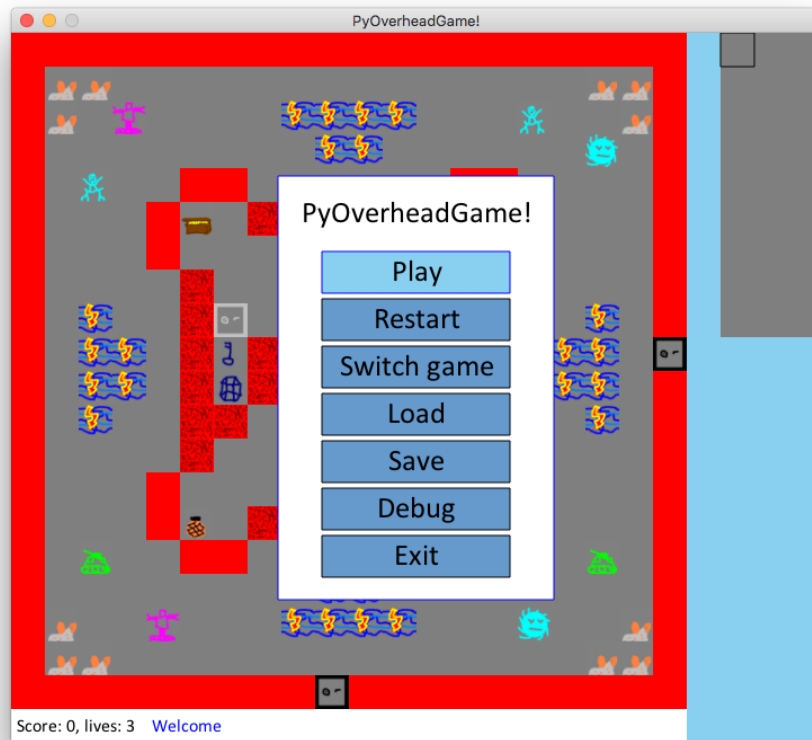 PyOverheadGame!
PyOverheadGame!
Play
Restart
Switch game
Load
Save
Debug
Exit
Score: 0, lives: 3 Welcome